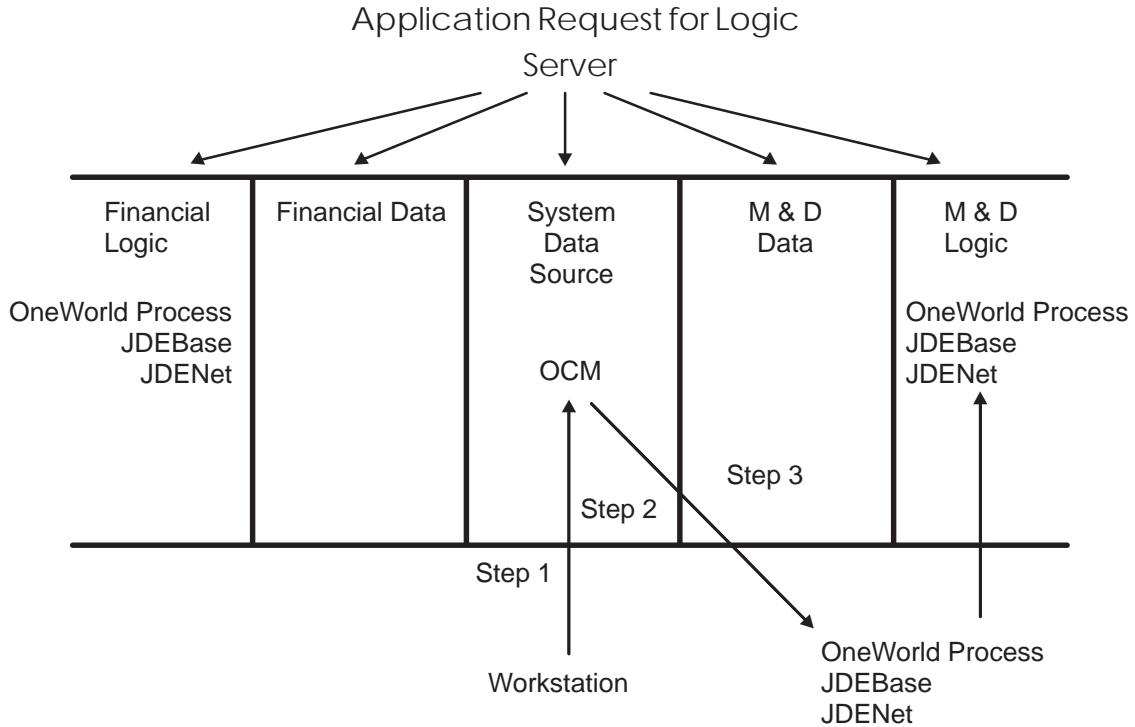 Application Request for Logic
Server
Financial
Logic
OneWorld Process
JDEBase
JDENet
Financial Data
System
Data
Source
OCM
M & D
Data
M & D
Logic
OneWorld Process
JDEBase
JDENet
Step 3
Step 2
Step 1
Workstation
OneWorld Process
JDEBase
JDENet